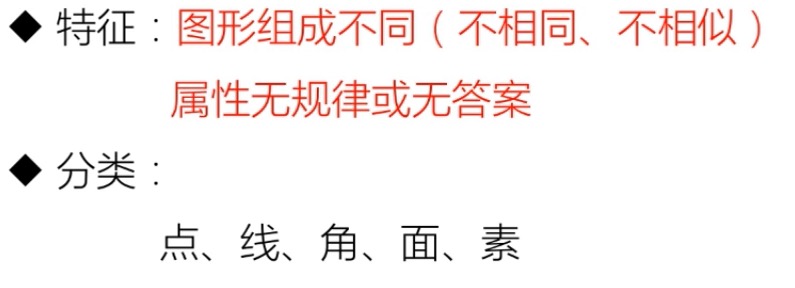 ◆ 特征：图形组成不同（不相同、不相似）
属性无规律或无答案
◆ 分类：
点、线、角、面、素